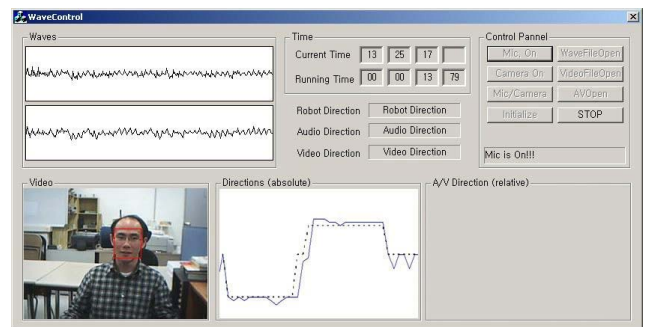 WaveControl
Waves
Time
Control Pannel
Current Time 13 25 17
Running Time 00 00 13 79
Mic, On WaveFileOpen
Camera On VideoFileOpen
Mic/Camera AVOpen
Initialize STOP
Robot Direction Robot Direction
Audio Direction Audio Direction
Video Direction Video Direction
Mic is On!!!
Video
Directions (absolute)
A/V Direction (relative)